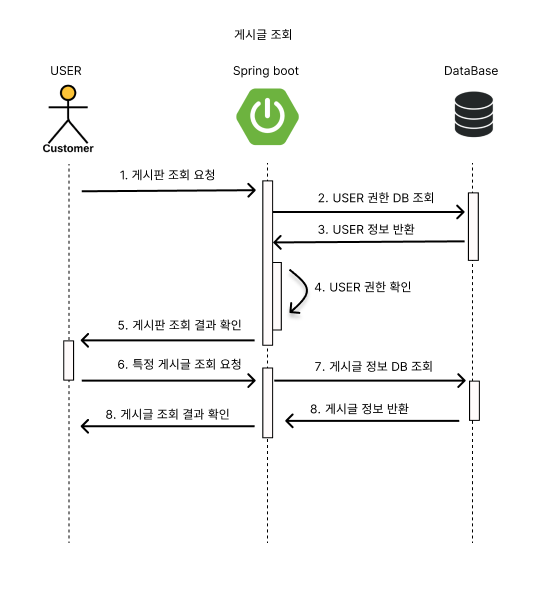 게시글 조회
USER
Spring boot
DataBase
Customer
1. 게시판 조회 요청
2. USER 권한 DB 조회
3. USER 정보 반환
4. USER 권한 확인
5. 게시판 조회 결과 확인
6. 특정 게시글 조회 요청
7. 게시글 정보 DB 조회
8. 게시글 조회 결과 확인
8. 게시글 정보 반환